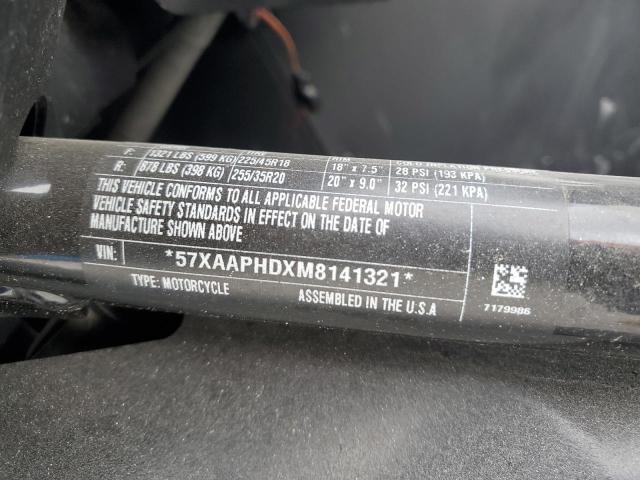 F: 1321 LBS (599 KG) 225/45R18 18" x 7.5" 28 PSI (193 KPA)
R: 878 LBS (398 KG) 255/35R20 20" x 9.0" 32 PSI (221 KPA)
THIS VEHICLE CONFORMS TO ALL APPLICABLE FEDERAL MOTOR
VEHICLE SAFETY STANDARDS IN EFFECT ON THE DATE OF
MANUFACTURE SHOWN ABOVE
VIN: *57XAAPHDXM8141321*
TYPE: MOTORCYCLE ASSEMBLED IN THE U.S.A
7179986